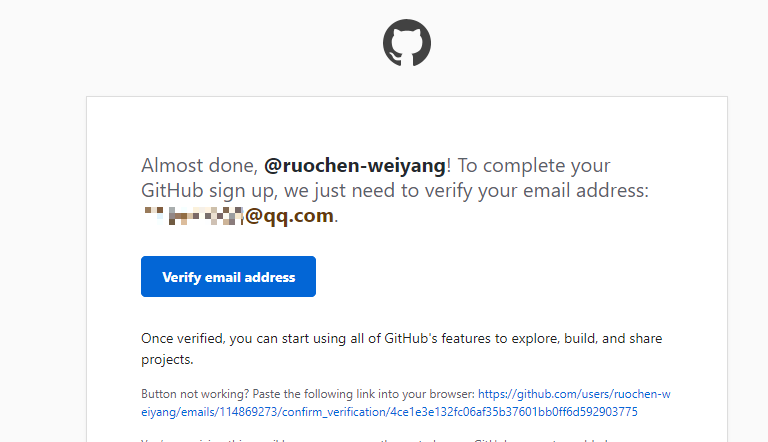 Almost done, @ruochen-weiyang! To complete your
GitHub sign up, we just need to verify your email address:
@qq.com.
Verify email address
Once verified, you can start using all of GitHub's features to explore, build, and share
projects.
Button not working? Paste the following link into your browser: https://github.com/users/ruochen-w
eiyang/emails/114869273/confirm_verification/4ce1e3e132fc06af35b37601bb0ff6d592903775